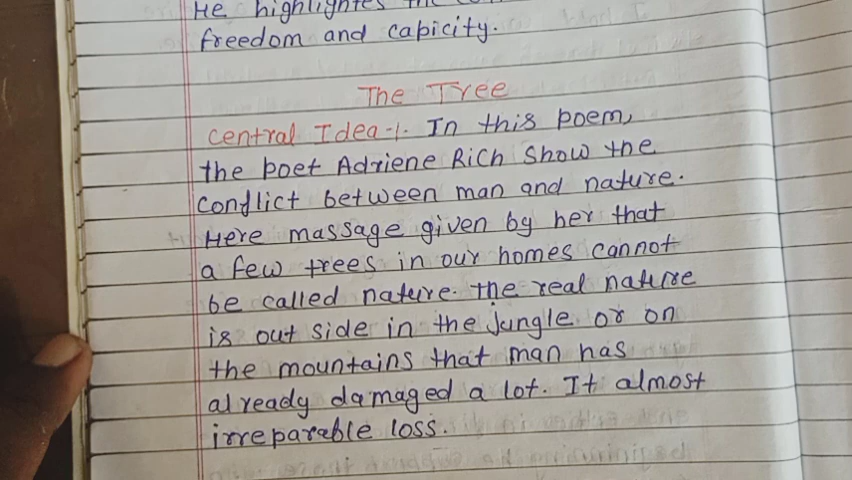 He highlightes the
freedom and capicity.
The Tree
central Idea-1. In this poem,
the poet Adriene Rich show the
conflict between man and nature.
Here massage given by her that
a few trees in our homes cannot
be called nature. the real nature
is out side in the jungle or on
the mountains that man has
already damaged a lot. It almost
irreparable loss.